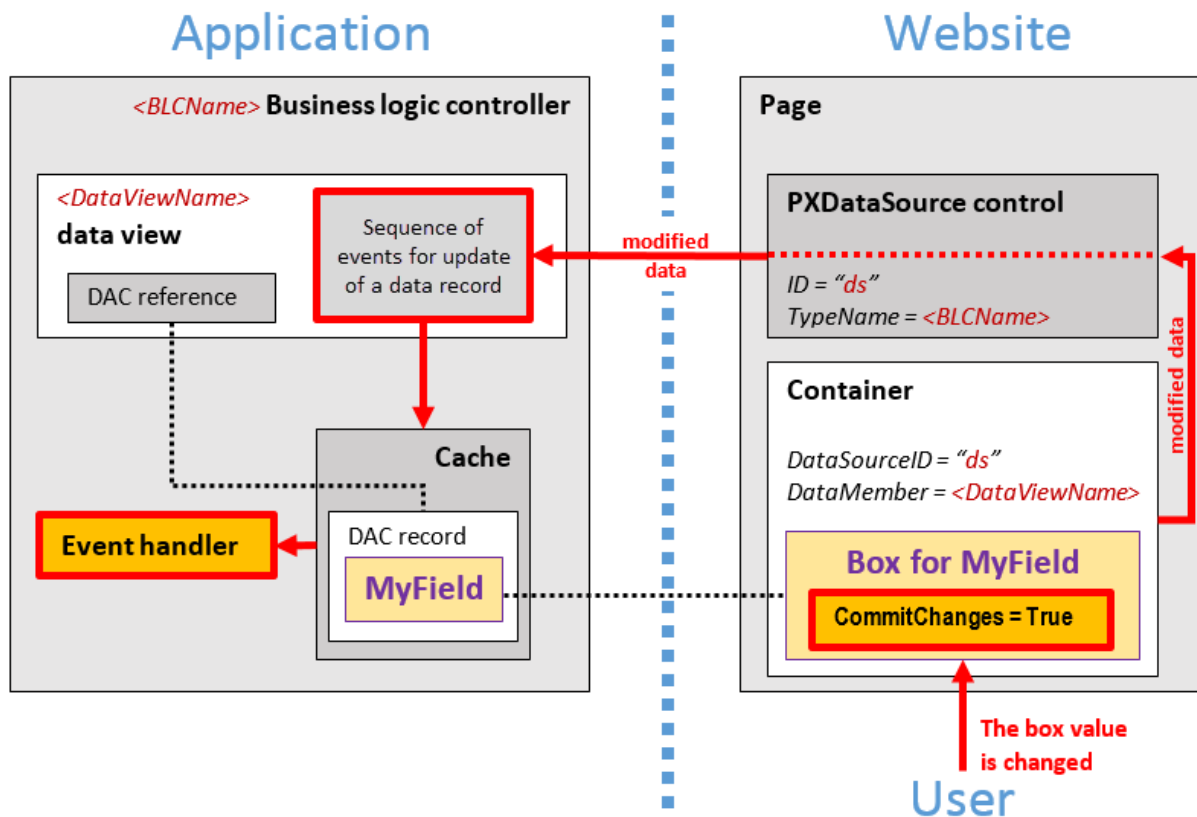 Application
Website
<BLCName> Business logic controller
<DataViewName>
data view
DAC reference
Sequence of
events for update
of a data record
Cache
DAC record
MyField
Event handler
modified
data
Page
PXDataSource control
ID = “ds”
TypeName = <BLCName>
Container
DataSourceID = “ds”
DataMember = <DataViewName>
Box for MyField
CommitChanges = True
modified data
The box value
is changed
User